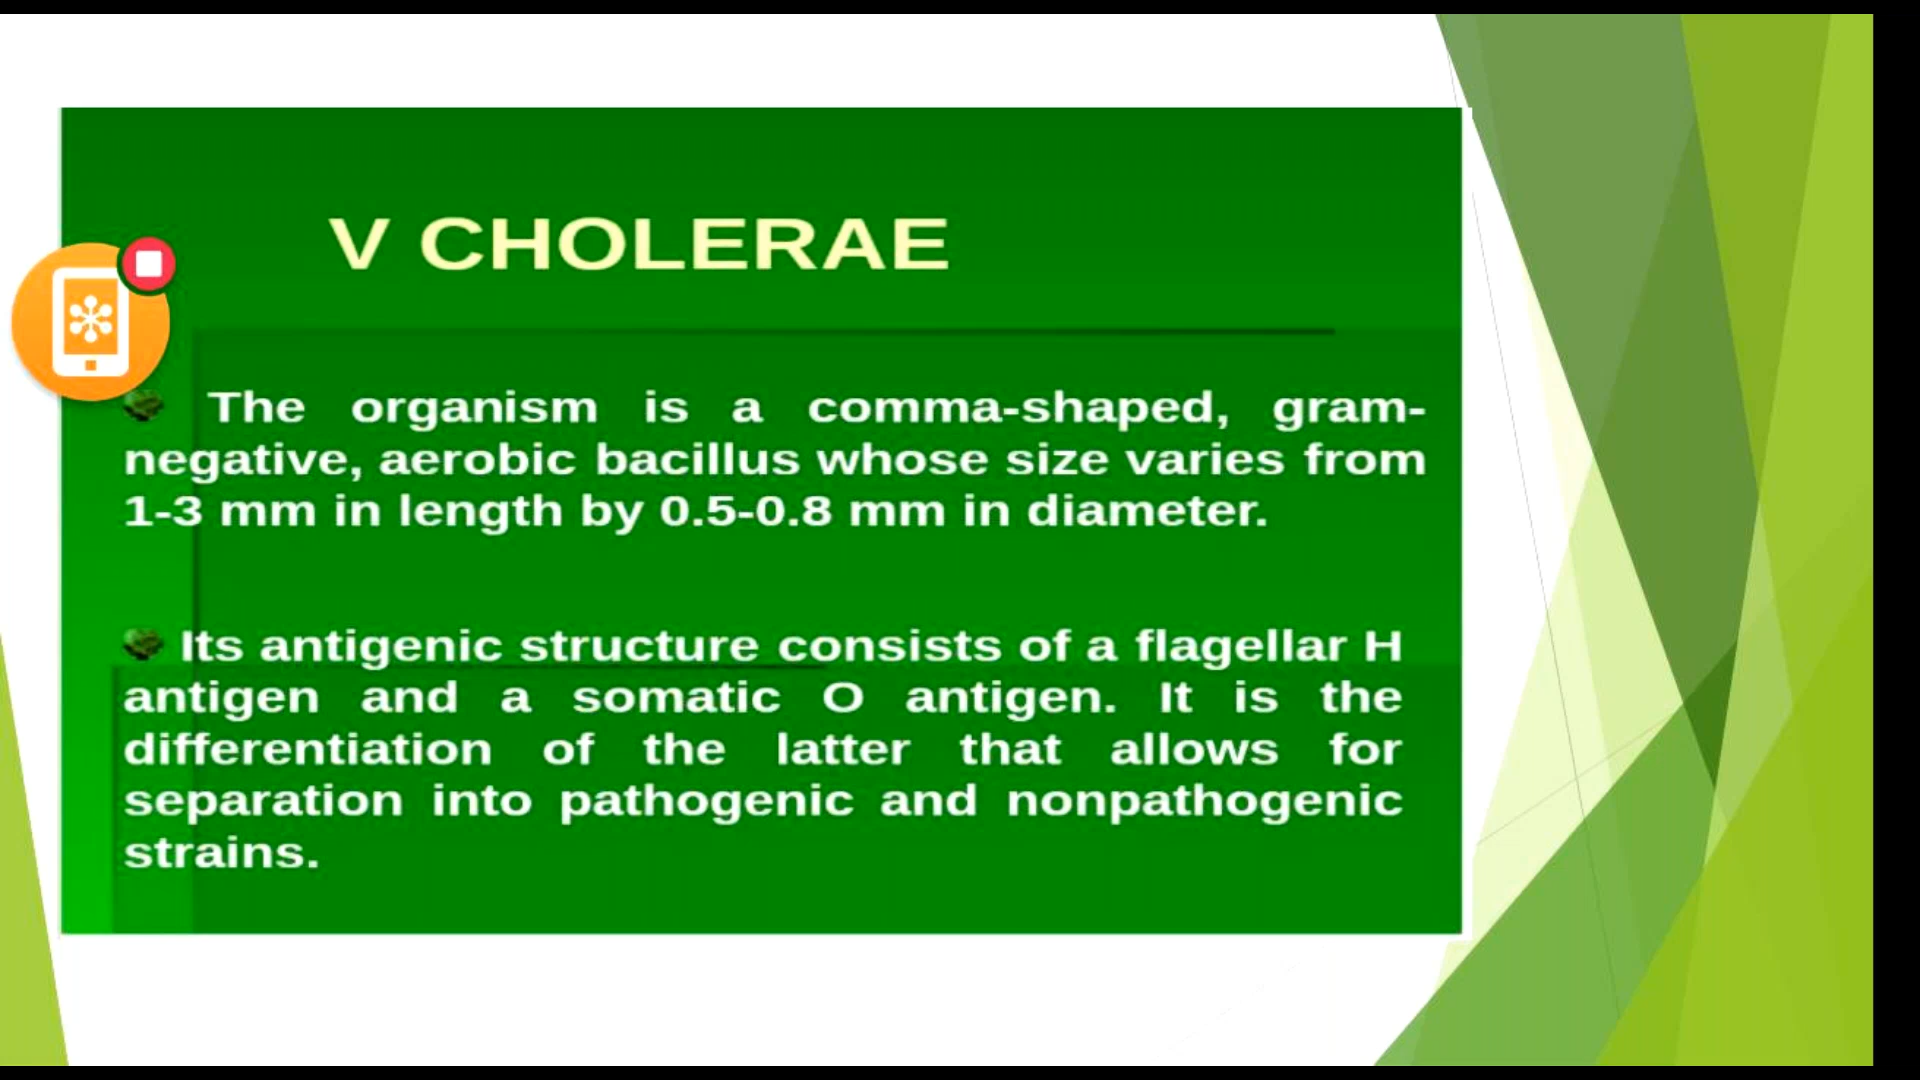 V CHOLERAE
The organism is a comma-shaped, gram-
negative, aerobic bacillus whose size varies from
1-3 mm in length by 0.5-0.8 mm in diameter.
Its antigenic structure consists of a flagellar H
antigen and a somatic O antigen. It is the
differentiation of the latter that allows for
separation into pathogenic and nonpathogenic
strains.